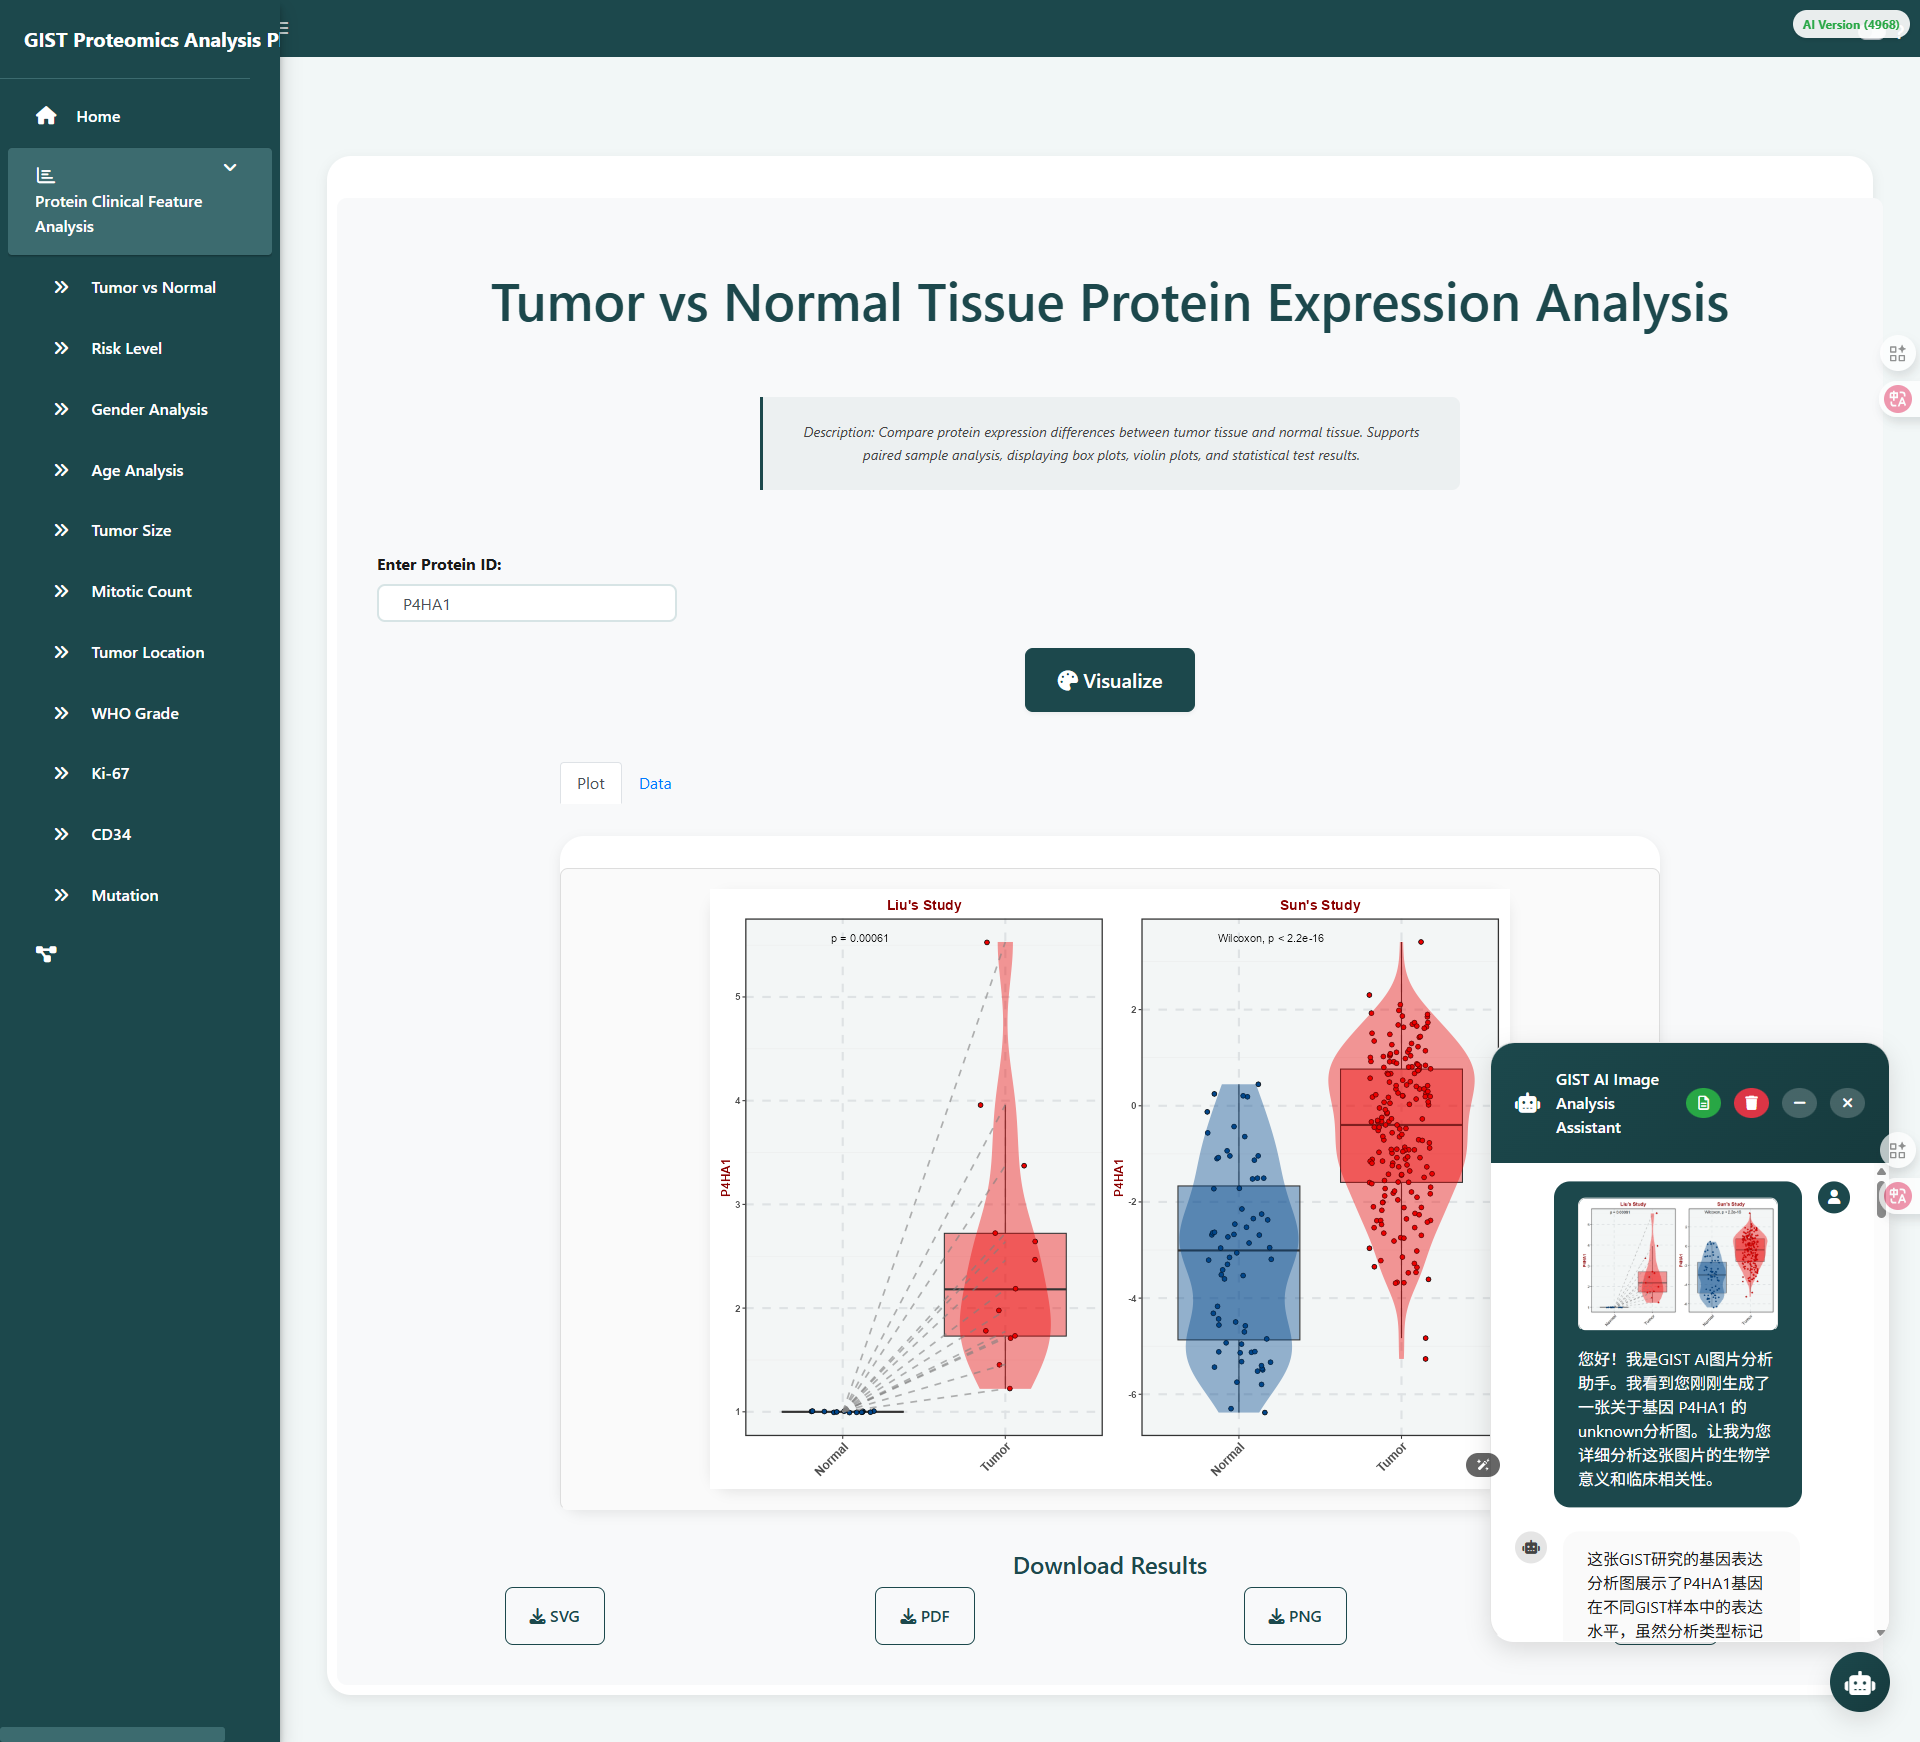 GIST Proteomics Analysis P
AI Version (4968)
Home
Protein Clinical Feature
Analysis
Tumor vs Normal
Risk Level
Gender Analysis
Age Analysis
Tumor Size
Mitotic Count
Tumor Location
WHO Grade
Ki-67
CD34
Mutation
Tumor vs Normal Tissue Protein Expression Analysis
Description: Compare protein expression differences between tumor tissue and normal tissue. Supports
paired sample analysis, displaying box plots, violin plots, and statistical test results.
Enter Protein ID:
P4HA1
Visualize
Plot
Data
Liu's Study
p = 0.00061
5
4
3
2
1
P4HA1
Normal
Tumor
Sun's Study
Wilcoxon, p < 2.2e-16
2
0
-2
-4
-6
P4HA1
Normal
Tumor
Download Results
SVG
PDF
PNG
GIST AI Image
Analysis
Assistant
Liu's Study
Sun's Study
您好！我是GIST AI图片分析
助手。我看到您刚刚生成了
一张关于基因 P4HA1 的
unknown分析图。让我为您
详细分析这张图片的生物学
意义和临床相关性。
这张GIST研究的基因表达
分析图展示了P4HA1基因
在不同GIST样本中的表达
水平，虽然分析类型标记